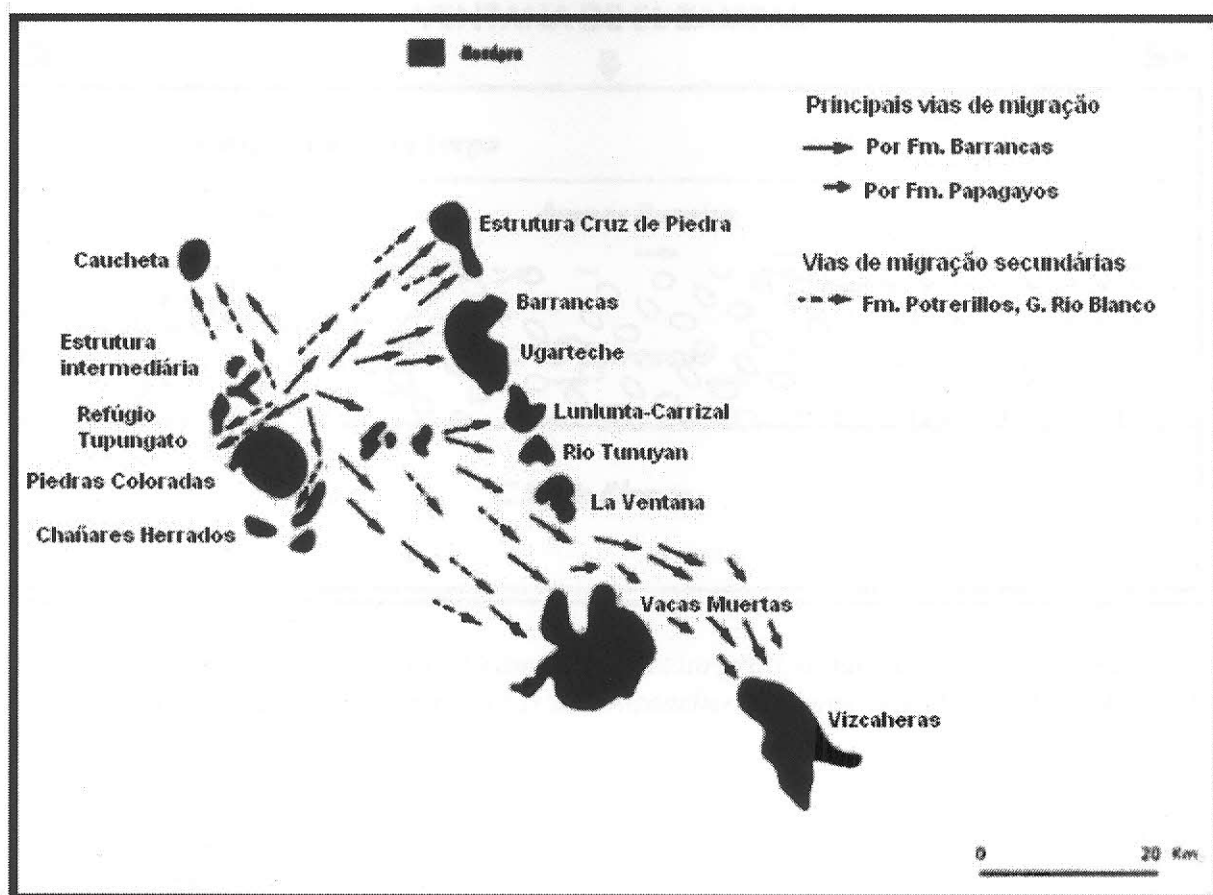 Principais vias de migração
Por Fm. Barrancas
Por Fm. Papagayos
Vias de migração secundárias
Fm. Potrerillos, G. Rio Blanco
Estrutura Cruz de Piedra
Caucheta
Barrancas
Ugarteche
Estrutura
intermediária
Refúgio
Tupungato
Lunlunta-Carrizal
Rio Tunuyan
Piedras Coloradas
La Ventana
Chañares Herrados
Vacas Muertas
Vizcaheras
0 20 Km